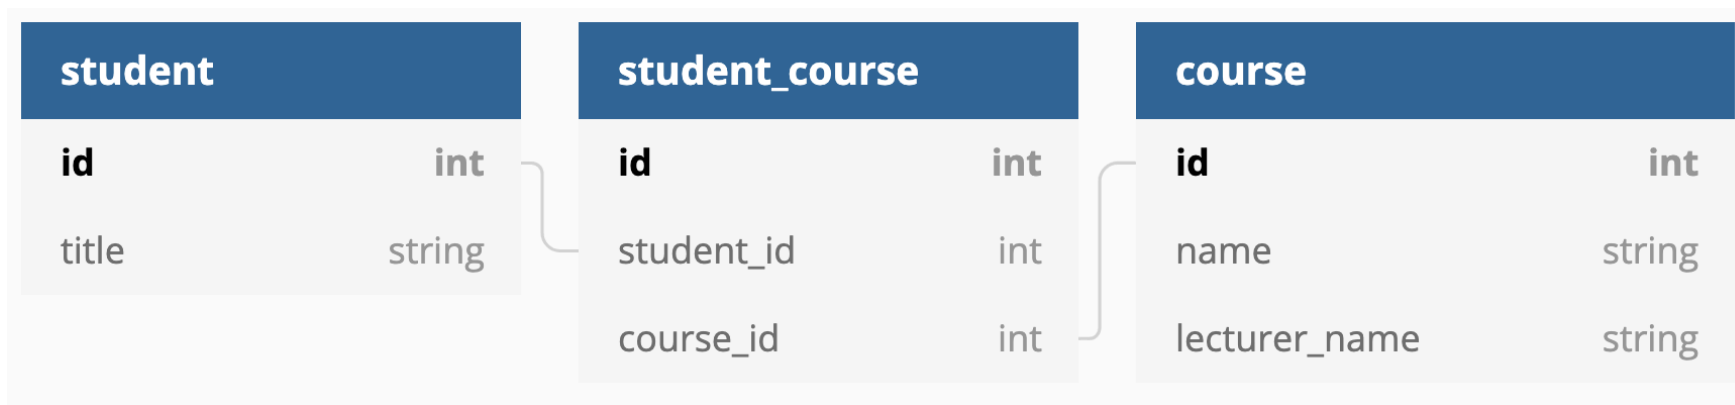 student
id int
title string
student_course
id int
student_id int
course_id int
course
id int
name string
lecturer_name string